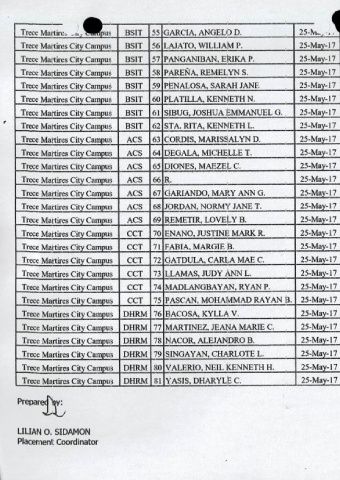 Trece Martires City Campus BSIT 55 GARCIA, ANGELO D. 25-May-17
Trece Martires City Campus BSIT 56 LAJATO, WILLIAM P. 25-May-17
Trece Martires City Campus BSIT 57 PANGANIBAN, ERIKA P. 25-May-17
Trece Martires City Campus BSIT 58 PAREÑA, REMELYN S. 25-May-17
Trece Martires City Campus BSIT 59 PENALOSA, SARAH JANE 25-May-17
Trece Martires City Campus BSIT 60 PLATILLA, KENNETH N. 25-May-17
Trece Martires City Campus BSIT 61 SIBUG, JOSHUA EMMANUEL G. 25-May-17
Trece Martires City Campus BSIT 62 STA. RITA, KENNETH L. 25-May-17
Trece Martires City Campus ACS 63 CORDIS, MARISSALYN D. 25-May-17
Trece Martires City Campus ACS 64 DEGALA, MICHELLE T. 25-May-17
Trece Martires City Campus ACS 65 DIONES, MAEZEL C. 25-May-17
Trece Martires City Campus ACS 66 R. 25-May-17
Trece Martires City Campus ACS 67 GARIANDO, MARY ANN G. 25-May-17
Trece Martires City Campus ACS 68 JORDAN, NORMY JANE T. 25-May-17
Trece Martires City Campus ACS 69 REMETIR, LOVELY B. 25-May-17
Trece Martires City Campus CCT 70 ENANO, JUSTINE MARK R. 25-May-17
Trece Martires City Campus CCT 71 FABIA, MARGIE B. 25-May-17
Trece Martires City Campus CCT 72 GATDULA, CARLA MAE C. 25-May-17
Trece Martires City Campus CCT 73 LLAMAS, JUDY ANN L. 25-May-17
Trece Martires City Campus CCT 74 MADLANGBAYAN, RYAN P. 25-May-17
Trece Martires City Campus CCT 75 PASCAN, MOHAMMAD RAYAN B. 25-May-17
Trece Martires City Campus DHRM 76 BACOSA, KYLLA V. 25-May-17
Trece Martires City Campus DHRM 77 MARTINEZ, JEANA MARIE C. 25-May-17
Trece Martires City Campus DHRM 78 NACOR, ALEJANDRO B. 25-May-17
Trece Martires City Campus DHRM 79 SINGAYAN, CHARLOTE L. 25-May-17
Trece Martires City Campus DHRM 80 VALERIO, NEIL KENNETH H. 25-May-17
Trece Martires City Campus DHRM 81 YASIS, DHARYLE C. 25-May-17
Prepared by:
LILIAN O. SIDAMON
Placement Coordinator